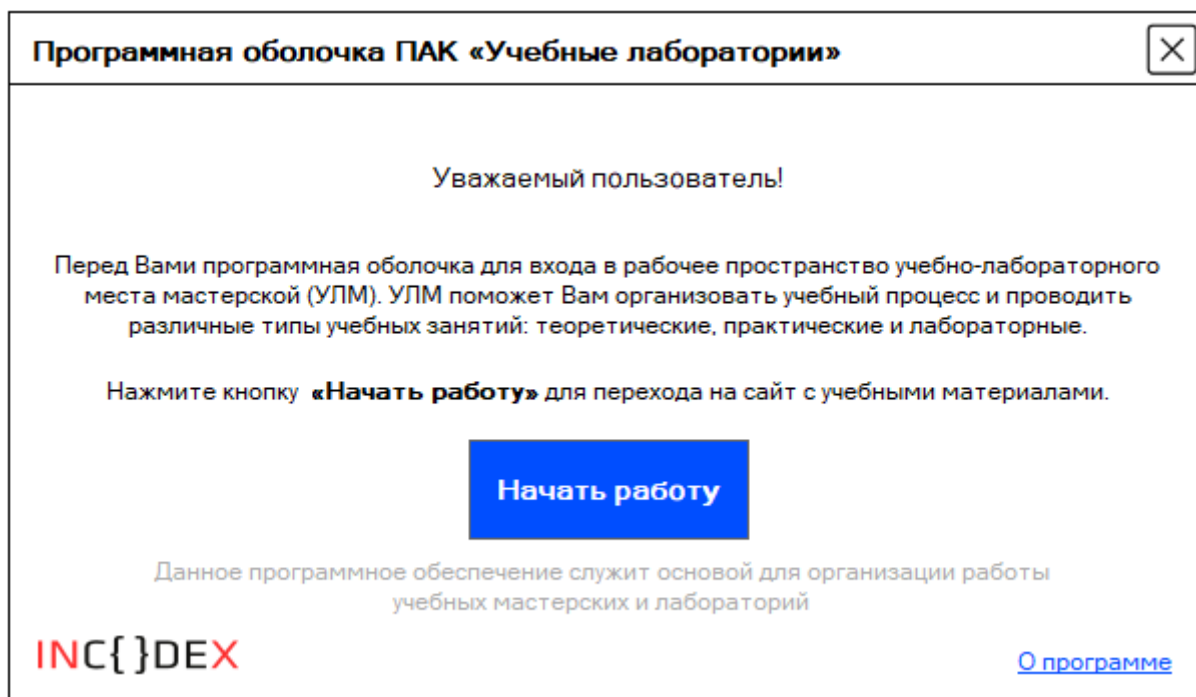 Программная оболочка ПАК «Учебные лаборатории»
Уважаемый пользователь!
Перед Вами программная оболочка для входа в рабочее пространство учебно-лабораторного
места мастерской (УЛМ). УЛМ поможет Вам организовать учебный процесс и проводить
различные типы учебных занятий: теоретические, практические и лабораторные.
Нажмите кнопку «Начать работу» для перехода на сайт с учебными материалами.
Начать работу
Данное программное обеспечение служит основой для организации работы
учебных мастерских и лабораторий
INC{ }DEX
О программе